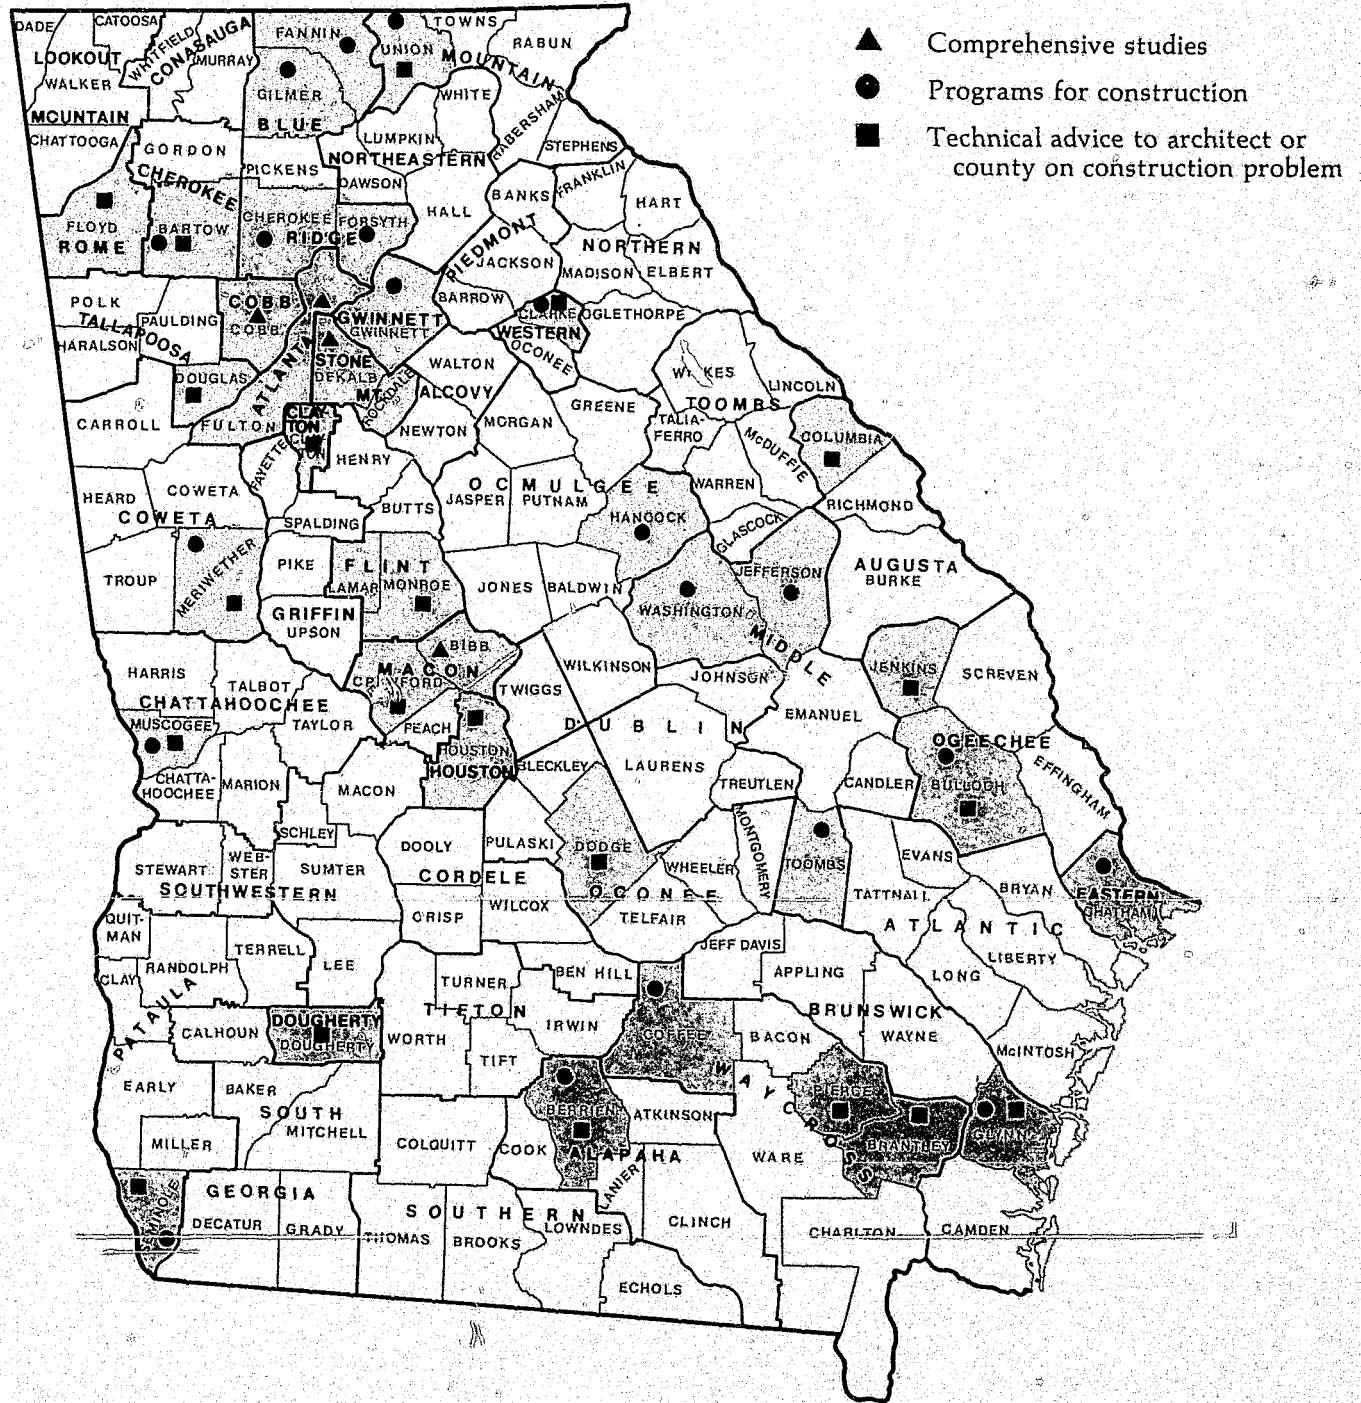 Comprehensive studies
Programs for construction
Technical advice to architect or
county on construction problem
DADE
CATOOSA
WHITFIELD
CONASAUGA
MURRAY
FANNIN
UNION
TOWNS
RABUN
MOUNTAIN
LOOKOUT
WALKER
MOUNTAIN
GILMER
BLUE
WHITE
HABERSHAM
LUMPKIN
STEPHENS
CHATTOOGA
GORDON
PICKENS
NORTHEASTERN
DAWSON
BANKS
FRANKLIN
HART
CHEROKEE
FLOYD
ROME
BARTOW
CHEROKEE
FORSYTH
RIDGE
HALL
PIEDMONT
JACKSON
NORTHERN
MADISON
ELBERT
POLK
TALLAPOOSA
PAULDING
HARALSON
COBB
COBB
GWINNETT
GWINNETT
BARROW
CLARKE
OGLETHORPE
WESTERN
OCONEE
ATLANTA
STONE
DEKALB
MT.
ROCKDALE
WALTON
ALCOVY
WILKES
LINCOLN
TOOMBS
DOUGLAS
CARROLL
FULTON
CLAY-
TON
CLAY
TON
NEWTON
MORGAN
GREENE
TALIA-
FERRO
McDUFFIE
COLUMBIA
FAYETTE
HENRY
HEARD
COWETA
COWETA
SPALDING
BUTTS
OCMULGEE
JASPER
PUTNAM
HANCOCK
WARREN
GLASCOCK
RICHMOND
TROUP
MERIWETHER
PIKE
FLINT
LAMAR
MONROE
JONES
BALDWIN
WASHINGTON
JEFFERSON
AUGUSTA
BURKE
GRIFFIN
UPSON
MIDDLE
HARRIS
TALBOT
CHATTAHOOCHEE
MACON
BIBB
CRAWFORD
TWIGGS
WILKINSON
JOHNSON
JENKINS
SCREVEN
MUSCOGEE
TAYLOR
PEACH
HOUSTON
HOUSTON
DUBLIN
EMANUEL
OGEECHEE
CHATTA-
HOOCHEE
MARION
MACON
BLECKLEY
LAURENS
TREUTLEN
CANDLER
BULLOCH
EFFINGHAM
SCHLEY
DOOLY
PULASKI
DODGE
WHEELER
MONTGOMERY
TOOMBS
EVANS
STEWART
WEB-
STER
SUMTER
SOUTHWESTERN
CORDELE
CRISP
WILCOX
OCONEE
TELFAIR
TATTNALL
BRYAN
EASTERN
CHATHAM
QUIT-
MAN
TERRELL
LEE
ATLANTIC
JEFF DAVIS
APPLING
LONG
LIBERTY
CLAY
RANDOLPH
PATAULA
TURNER
BEN HILL
TIFTON
IRWIN
BRUNSWICK
CALHOUN
DOUGHERTY
DOUGHERTY
WORTH
TIFT
COFFEE
BACON
WAYNE
McINTOSH
EARLY
BAKER
SOUTH
MITCHELL
BERRIEN
ATKINSON
WAYCROSS
PIERCE
BRANTLEY
GLYNN
MILLER
COLQUITT
COOK
ALAPAHA
WARE
SEMINOLE
GEORGIA
DECATUR
GRADY
THOMAS
SOUTHERN
BROOKS
LOWNDES
LANIER
CLINCH
CHARLTON
CAMDEN
ECHOLS